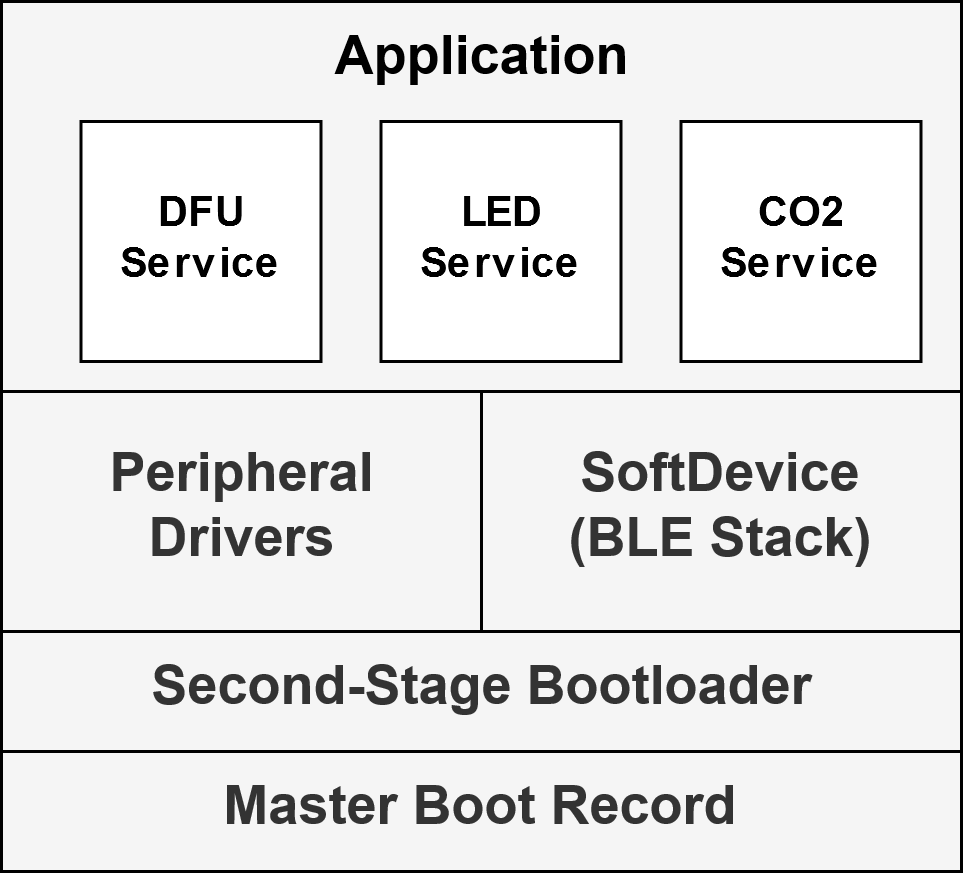 Application
DFU
Service
LED
Service
CO2
Service
Peripheral
Drivers
SoftDevice
(BLE Stack)
Second-Stage Bootloader
Master Boot Record